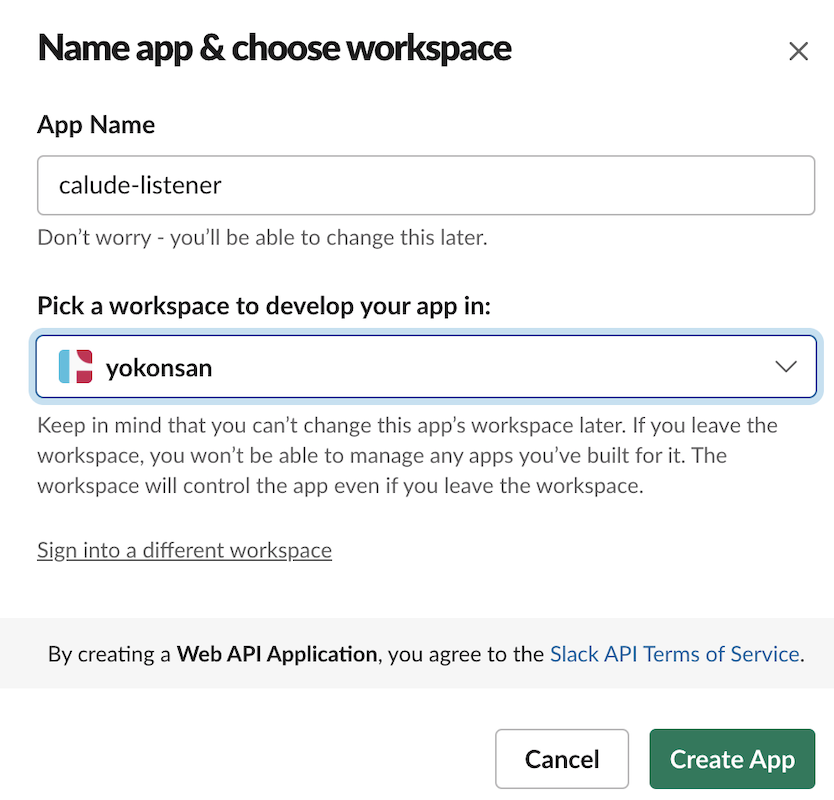 Name app & choose workspace
App Name
calude-listener
Don't worry - you'll be able to change this later.
Pick a workspace to develop your app in:
yokonsan
Keep in mind that you can't change this app's workspace later. If you leave the
workspace, you won't be able to manage any apps you've built for it. The
workspace will control the app even if you leave the workspace.
Sign into a different workspace
By creating a Web API Application, you agree to the Slack API Terms of Service.
Cancel
Create App